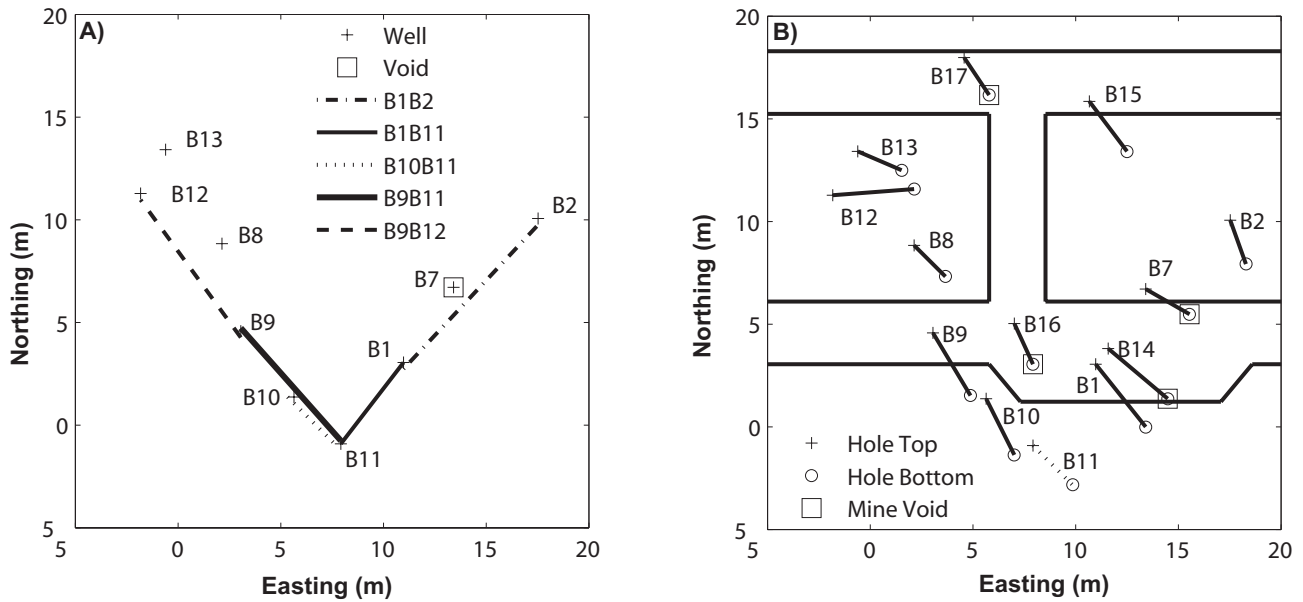 A)
20
15
10
5
0
5
5
0
5
10
15
20
Northing (m)
Easting (m)
Well
Void
B1B2
B1B11
B10B11
B9B11
B9B12
B13
B12
B8
B2
B7
B9
B1
B10
B11
B)
20
15
10
5
0
5
5
0
5
10
15
20
Northing (m)
Easting (m)
B17
B15
B13
B12
B2
B8
B7
B16
B9
B14
B1
B10
B11
Hole Top
Hole Bottom
Mine Void